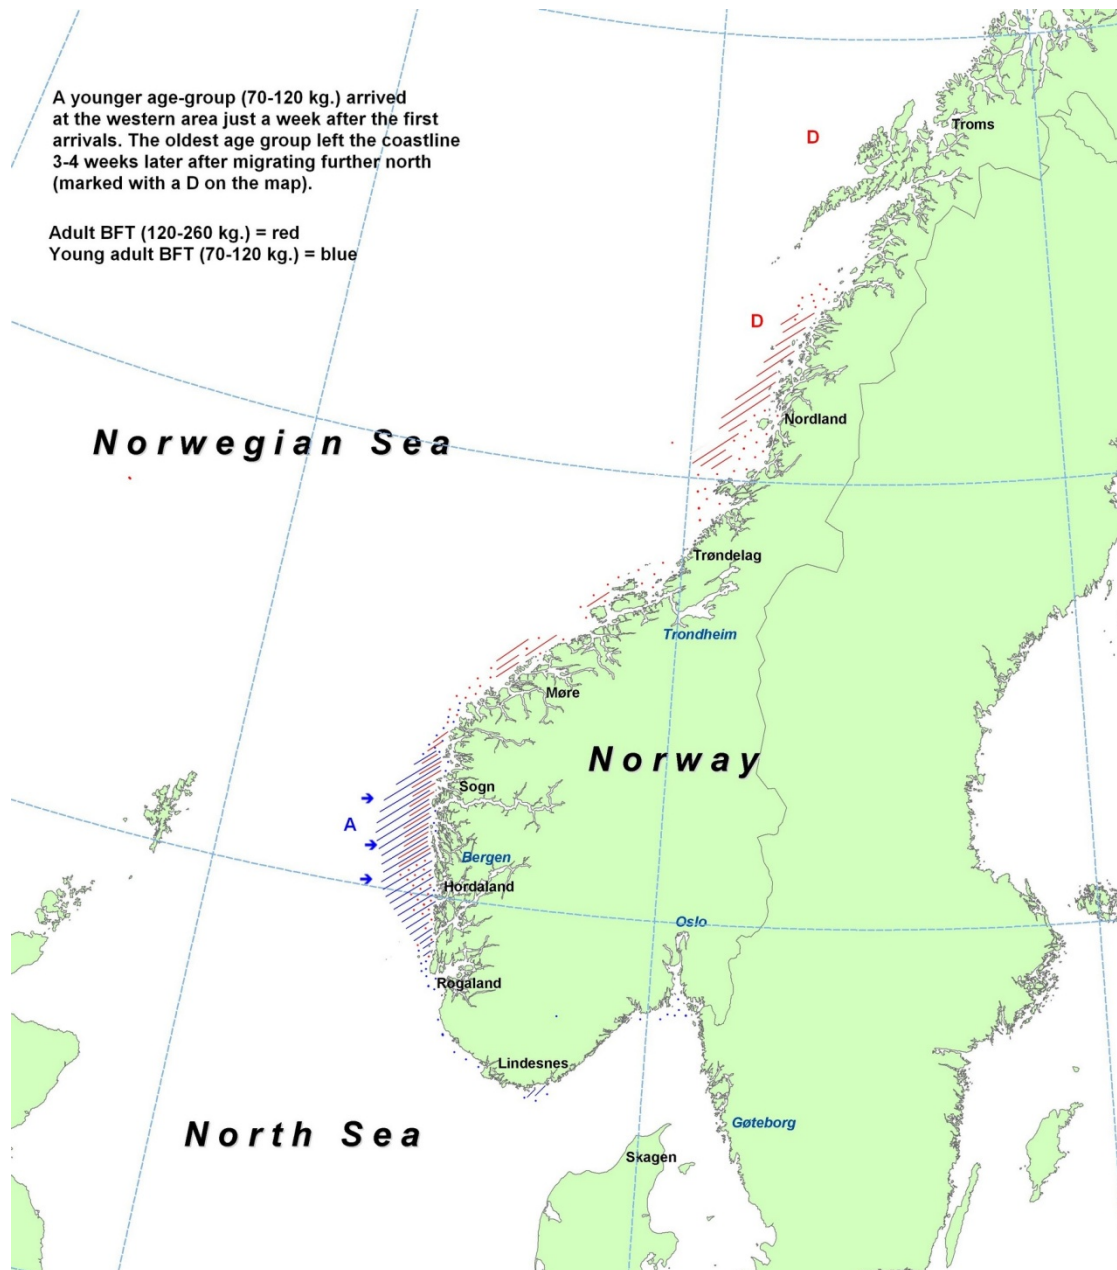 A younger age-group (70-120 kg.) arrived
at the western area just a week after the first
arrivals. The oldest age group left the coastline
3-4 weeks later after migrating further north
(marked with a D on the map).
Adult BFT (120-260 kg.) = red
Young adult BFT (70-120 kg.) = blue
Troms
D
D
Nordland
Norwegian Sea
Trøndelag
Trondheim
Møre
Norway
Sogn
A
Bergen
Hordaland
Oslo
Rogaland
Lindesnes
Gøteborg
North Sea
Skagen